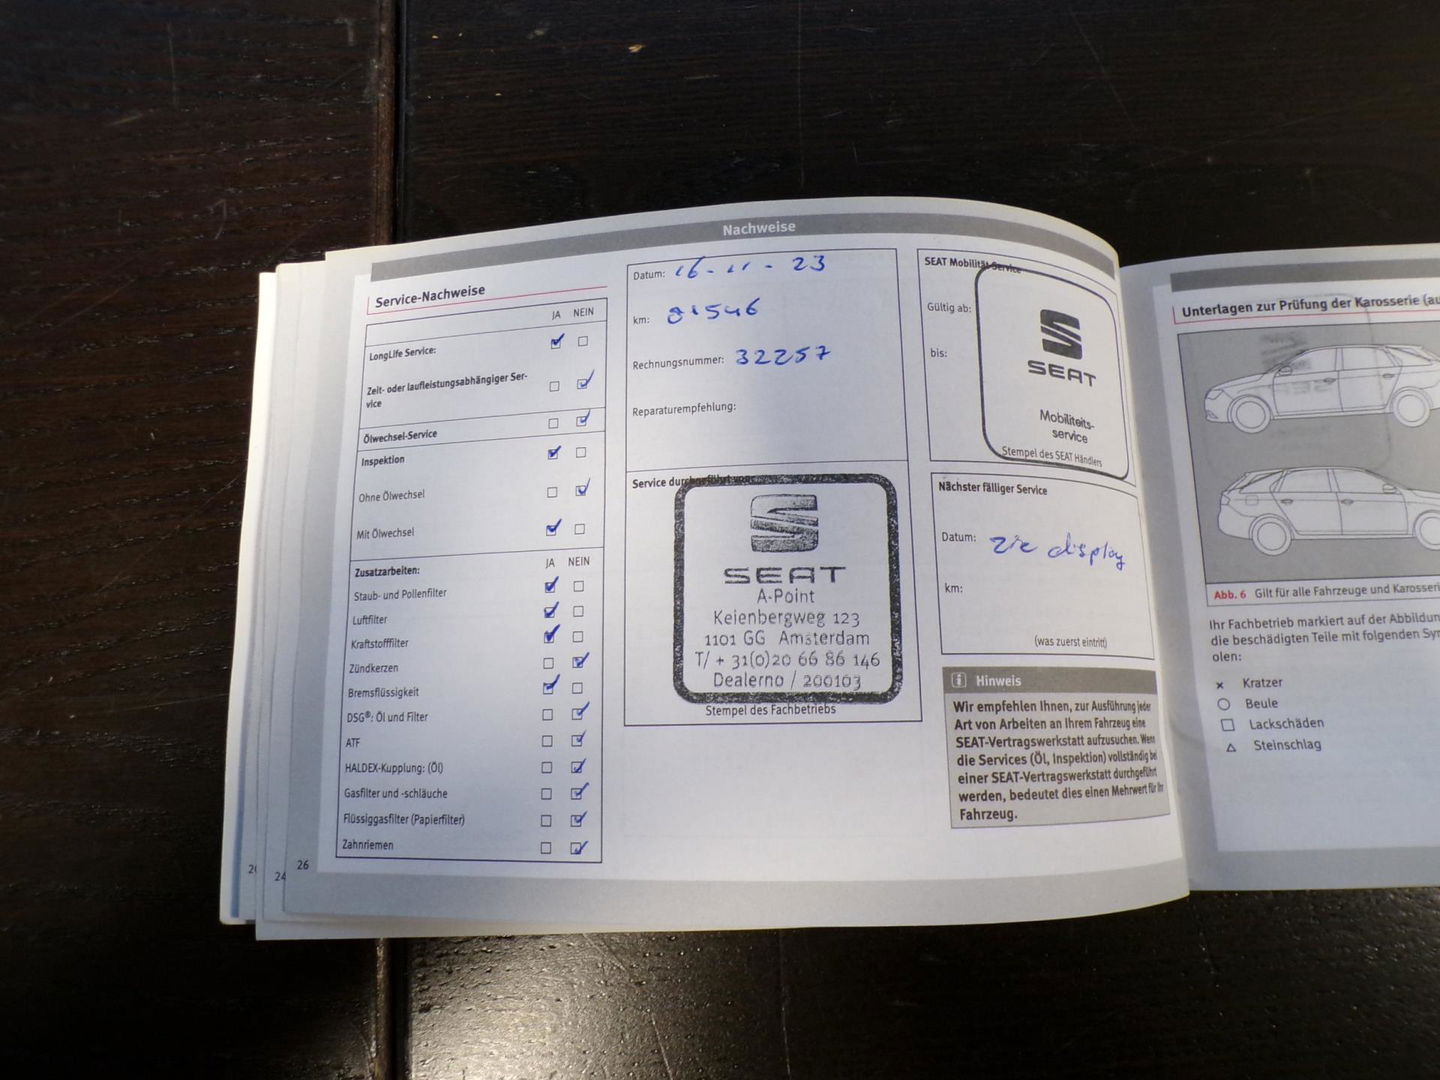 Nachweise
Service-Nachweise
JA NEIN
LongLife Service:
Zeit- oder laufleistungsabhängiger Ser-
vice
Ölwechsel-Service
Inspektion
Ohne Ölwechsel
Mit Ölwechsel
Zusatzarbeiten: JA NEIN
Staub- und Pollenfilter
Luftfilter
Kraftstofffilter
Zündkerzen
Bremsflüssigkeit
DSG®: Öl und Filter
ATF
HALDEX-Kupplung: (Öl)
Gasfilter und -schläuche
Flüssiggasfilter (Papierfilter)
Zahnriemen
26
24
Datum: 16-11-23
km: 81546
Rechnungsnummer: 32257
Reparaturempfehlung:
Service durchgeführt von:
SEAT
A-Point
Keienbergweg 123
1101 GG Amsterdam
T/ + 31(0)20 66 86 146
Dealerno / 200103
Stempel des Fachbetriebs
SEAT Mobilität Service
Gültig ab:
bis:
SEAT
Mobiliteits-
service
Stempel des SEAT Händlers
Nächster fälliger Service
Datum: zie display
km:
(was zuerst eintritt)
i Hinweis
Wir empfehlen Ihnen, zur Ausführung jeder
Art von Arbeiten an Ihrem Fahrzeug eine
SEAT-Vertragswerkstatt aufzusuchen. Wenn
die Services (Öl, Inspektion) vollständig bei
einer SEAT-Vertragswerkstatt durchgeführt
werden, bedeutet dies einen Mehrwert für Ihr
Fahrzeug.
Unterlagen zur Prüfung der Karosserie (au
Abb. 6 Gilt für alle Fahrzeuge und Karosseri
Ihr Fachbetrieb markiert auf der Abbildun
die beschädigten Teile mit folgenden Sym
olen:
Kratzer
Beule
Lackschäden
Steinschlag